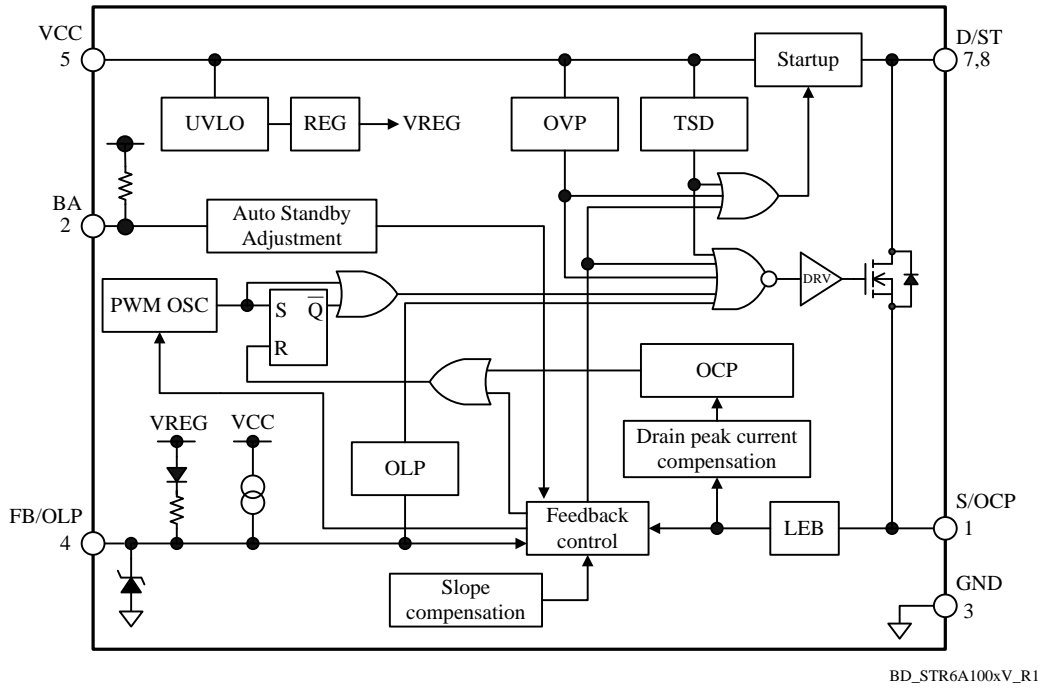 VCC
5
D/ST
7,8
Startup
UVLO
REG
VREG
OVP
TSD
BA
2
Auto Standby
Adjustment
PWM OSC
S
Q
R
DRV
OCP
VREG
VCC
OLP
Drain peak current
compensation
FB/OLP
4
Feedback
control
LEB
S/OCP
1
Slope
compensation
GND
3
BD_STR6A100xV_R1